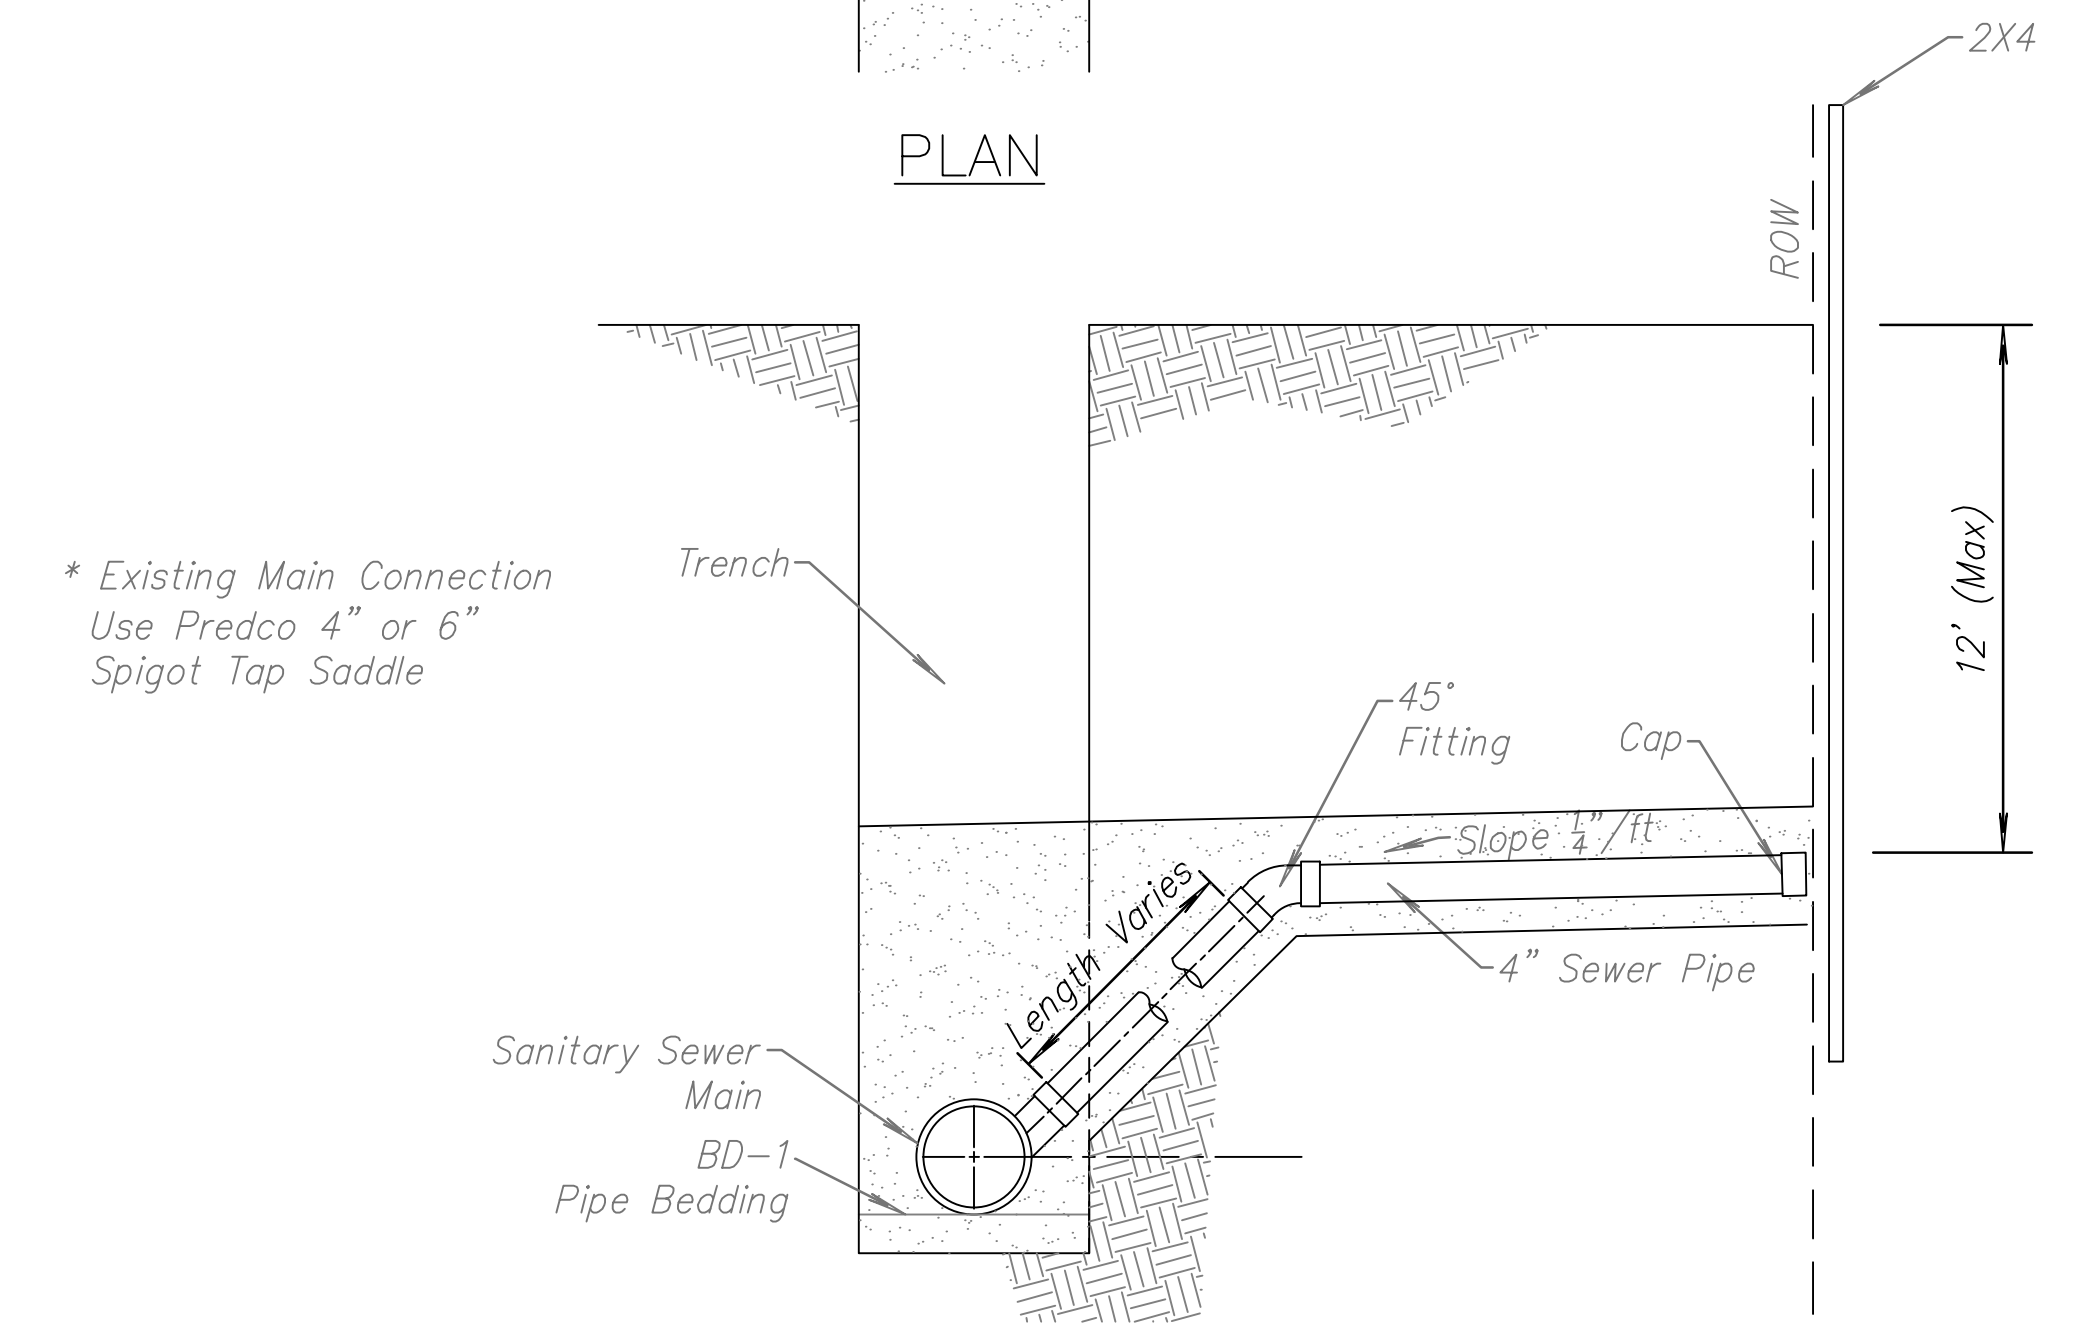 2X4
PLAN
ROW
* Existing Main Connection
Use Predco 4" or 6"
Spigot Tap Saddle
Trench
12' (Max)
45°
Fitting
Cap
Slope 1/4"/ft
Length Varies
4" Sewer Pipe
Sanitary Sewer
Main
BD-1
Pipe Bedding